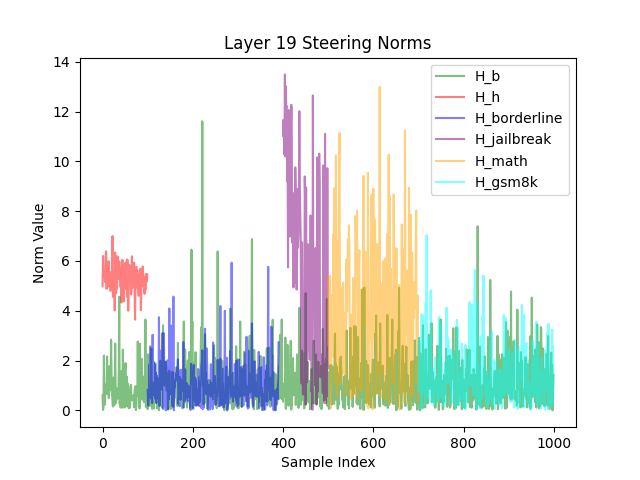 Layer 19 Steering Norms
Norm Value
14
12
10
8
6
4
2
0
H_b
H_h
H_borderline
H_jailbreak
H_math
H_gsm8k
0 200 400 600 800 1000
Sample Index